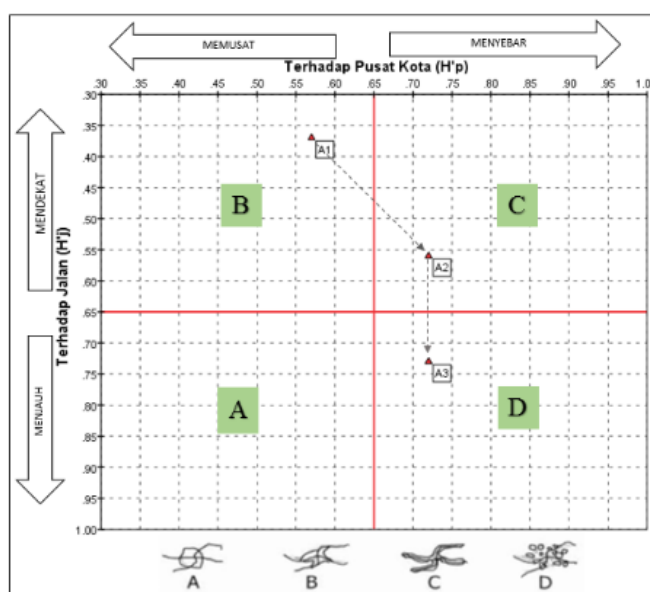 MEMUSAT
MENYEBAR
Terhadap Pusat Kota (H'p)
.30 .35 .40 .45 .50 .55 .60 .65 .70 .75 .80 .85 .90 .95 1.0
.30
.35
.40
.45
.50
.55
.60
.65
.70
.75
.80
.85
.90
.95
1.00
MENDEKAT
Terhadap Jalan (H'j)
MENJAUH
A1
B
C
A2
A3
A
D
A B C D